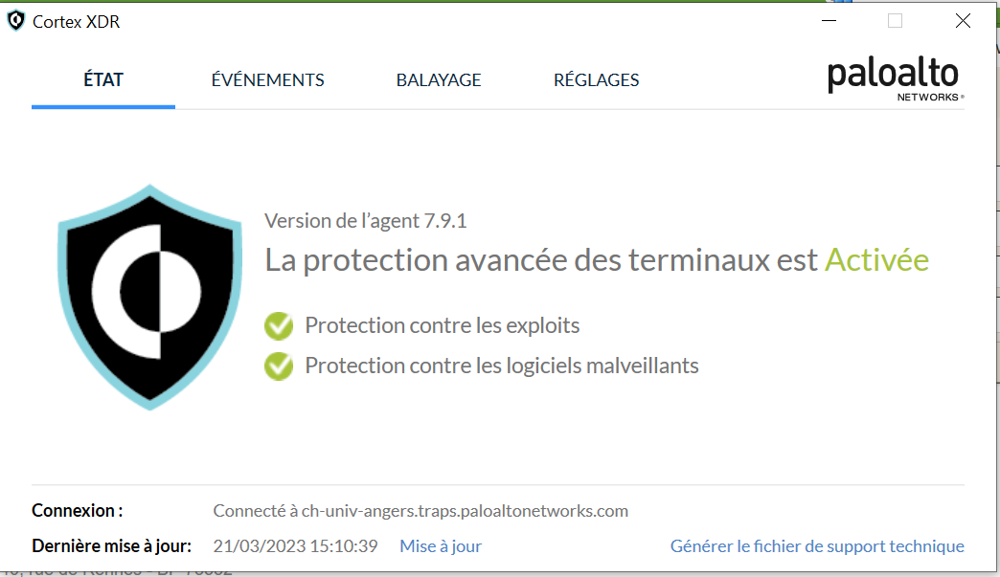 Cortex XDR
ÉTAT ÉVÉNEMENTS BALAYAGE RÉGLAGES
paloalto
NETWORKS®
Version de l’agent 7.9.1
La protection avancée des terminaux est Activée
Protection contre les exploits
Protection contre les logiciels malveillants
Connexion : Connecté à ch-univ-angers.traps.paloaltonetworks.com
Dernière mise à jour: 21/03/2023 15:10:39 Mise à jour Générer le fichier de support technique